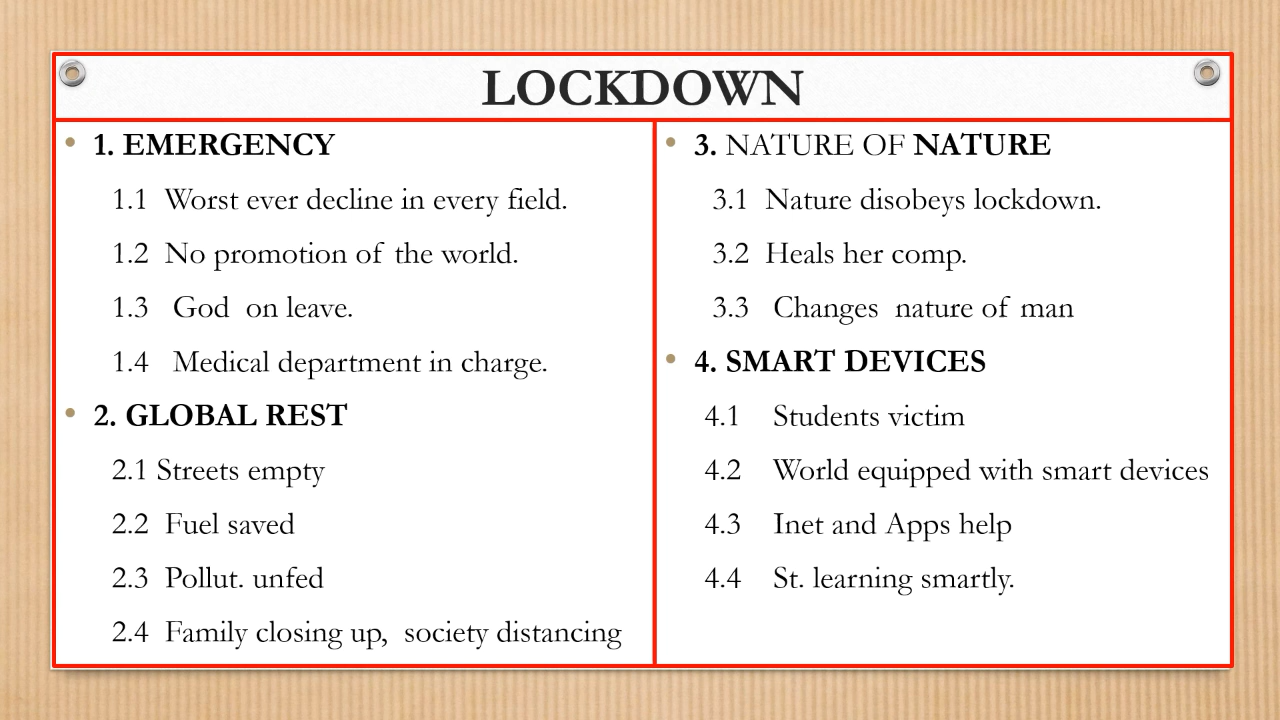 LOCKDOWN
• 1. EMERGENCY
1.1 Worst ever decline in every field.
1.2 No promotion of the world.
1.3 God on leave.
1.4 Medical department in charge.
• 2. GLOBAL REST
2.1 Streets empty
2.2 Fuel saved
2.3 Pollut. unfed
2.4 Family closing up, society distancing
• 3. NATURE OF NATURE
3.1 Nature disobeys lockdown.
3.2 Heals her comp.
3.3 Changes nature of man
• 4. SMART DEVICES
4.1 Students victim
4.2 World equipped with smart devices
4.3 Inet and Apps help
4.4 St. learning smartly.